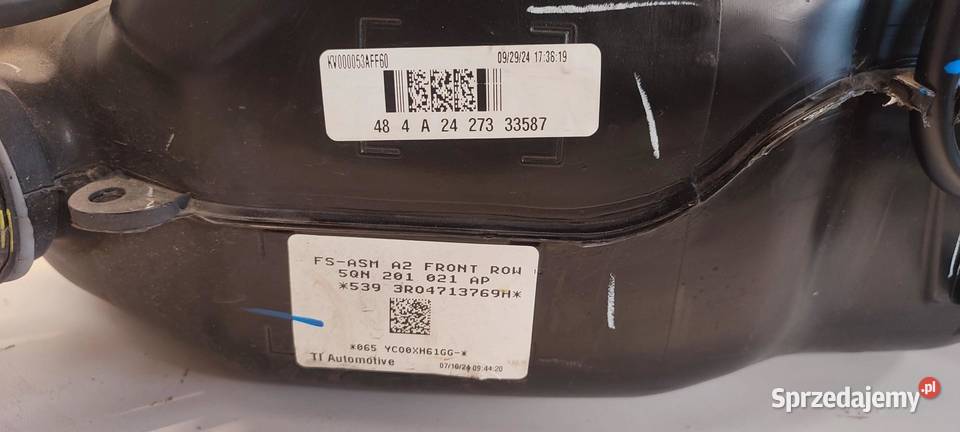 KV000053AFF60 09/29/24 17:36:19
48 4 A 24 273 33587
FS-ASM A2 FRONT ROW
5QN 201 021 AP
*539 3R04713769H*
*065 YC00XH61GG-*
TI Automotive 07/10/24 09:44:20
Sprzedajemy.pl